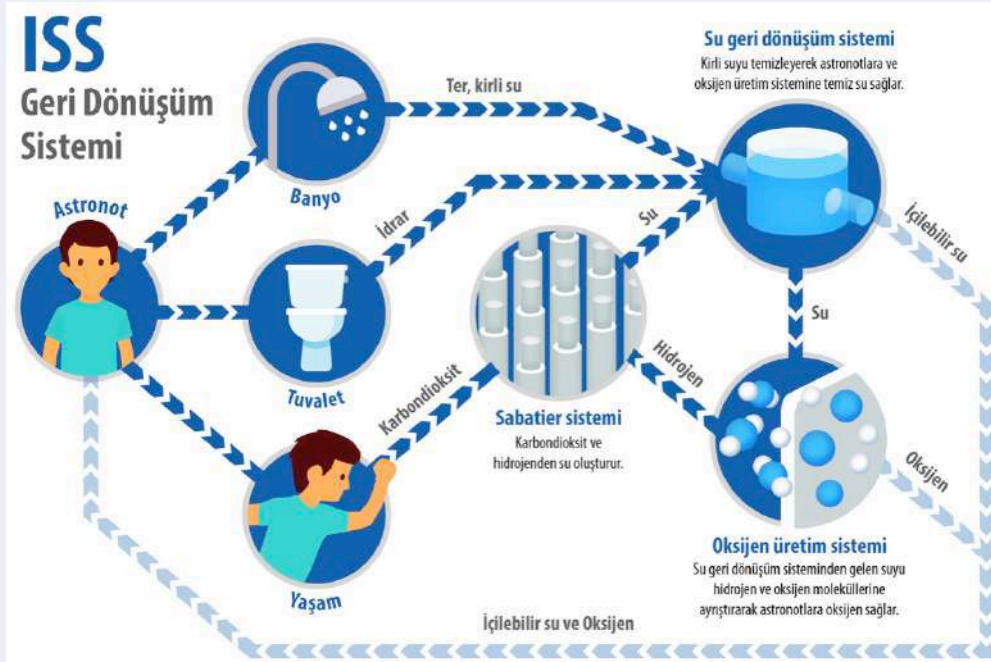 ISS
Geri Dönüşüm
Sistemi
Astronot
Banyo
Ter, kirli su
Su geri dönüşüm sistemi
Kirli suyu temizleyerek astronotlara ve
oksijen üretim sistemine temiz su sağlar.
İdrar
Su
İçilebilir su
Tuvalet
Su
Karbondioksit
Hidrojen
Sabatier sistemi
Karbondioksit ve
hidrojenden su oluşturur.
Oksijen
Yaşam
Oksijen üretim sistemi
Su geri dönüşüm sisteminden gelen suyu
hidrojen ve oksijen moleküllerine
ayrıştırarak astronotlara oksijen sağlar.
İçilebilir su ve Oksijen